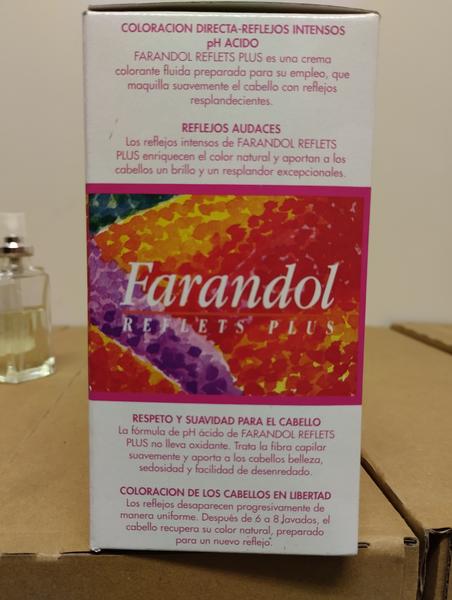 COLORACION DIRECTA-REFLEJOS INTENSOS
pH ACIDO
FARANDOL REFLETS PLUS es una crema
colorante fluida preparada para su empleo, que
maquilla suavemente el cabello con reflejos
resplandecientes.
REFLEJOS AUDACES
Los reflejos intensos de FARANDOL REFLETS
PLUS enriquecen el color natural y aportan a los
cabellos un brillo y un resplandor excepcionales.
Farandol
REFLETS PLUS
RESPETO Y SUAVIDAD PARA EL CABELLO
La fórmula de pH ácido de FARANDOL REFLETS
PLUS no lleva oxidante. Trata la fibra capilar
suavemente y aporta a los cabellos belleza,
sedosidad y facilidad de desenredado.
COLORACION DE LOS CABELLOS EN LIBERTAD
Los reflejos desaparecen progresivamente de
manera uniforme. Después de 6 a 8 lavados, el
cabello recupera su color natural, preparado
para un nuevo reflejo.